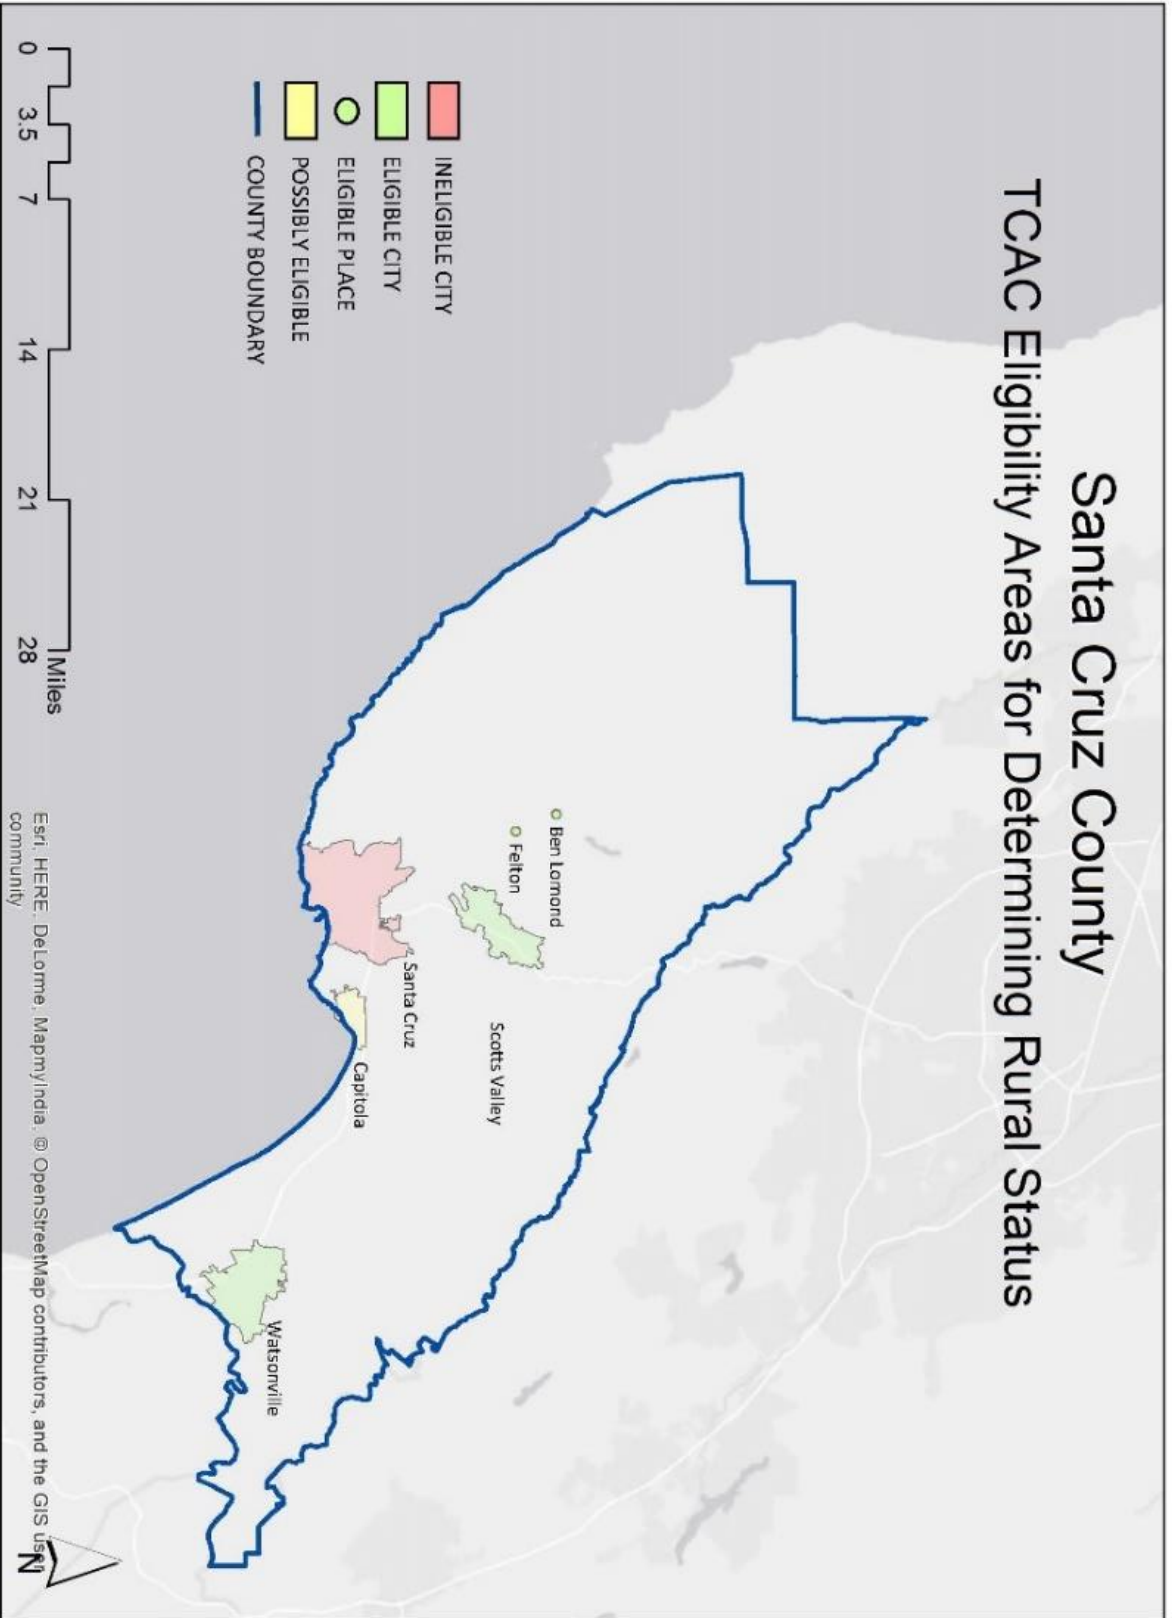 Santa Cruz County
TCAC Eligibility Areas for Determining Rural Status
Ben Lomond
Felton
Scotts Valley
Santa Cruz
Capitola
Watsonville
INELIGIBLE CITY
ELIGIBLE CITY
ELIGIBLE PLACE
POSSIBLY ELIGIBLE
COUNTY BOUNDARY
0 3.5 7 14 21 28
Miles
Esri, HERE, DeLorme, MapmyIndia, © OpenStreetMap contributors, and the GIS user
community
N